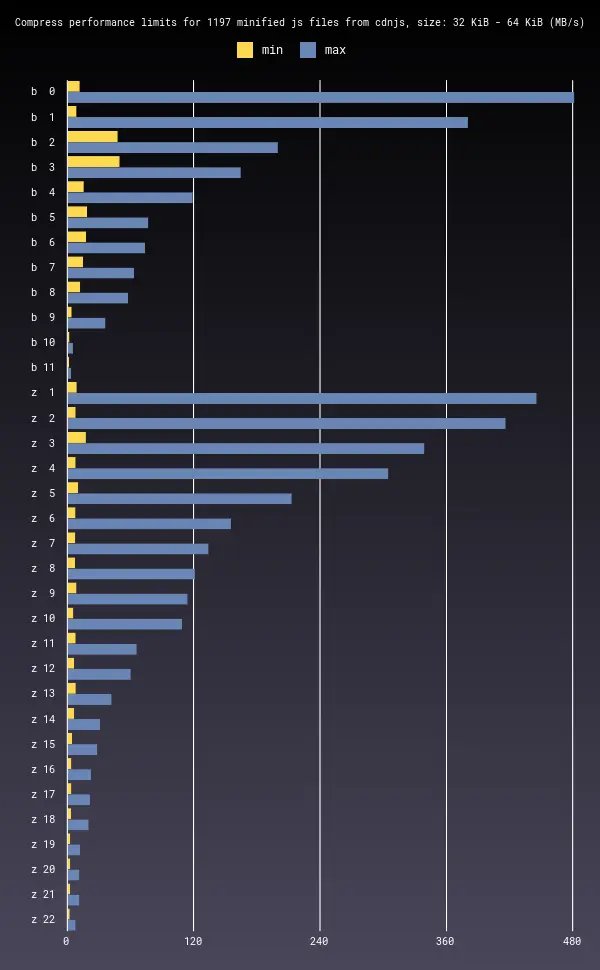 Compress performance limits for 1197 minified js files from cdnjs, size: 32 KiB - 64 KiB (MB/s)
min max
b 0
b 1
b 2
b 3
b 4
b 5
b 6
b 7
b 8
b 9
b 10
b 11
z 1
z 2
z 3
z 4
z 5
z 6
z 7
z 8
z 9
z 10
z 11
z 12
z 13
z 14
z 15
z 16
z 17
z 18
z 19
z 20
z 21
z 22
0 120 240 360 480